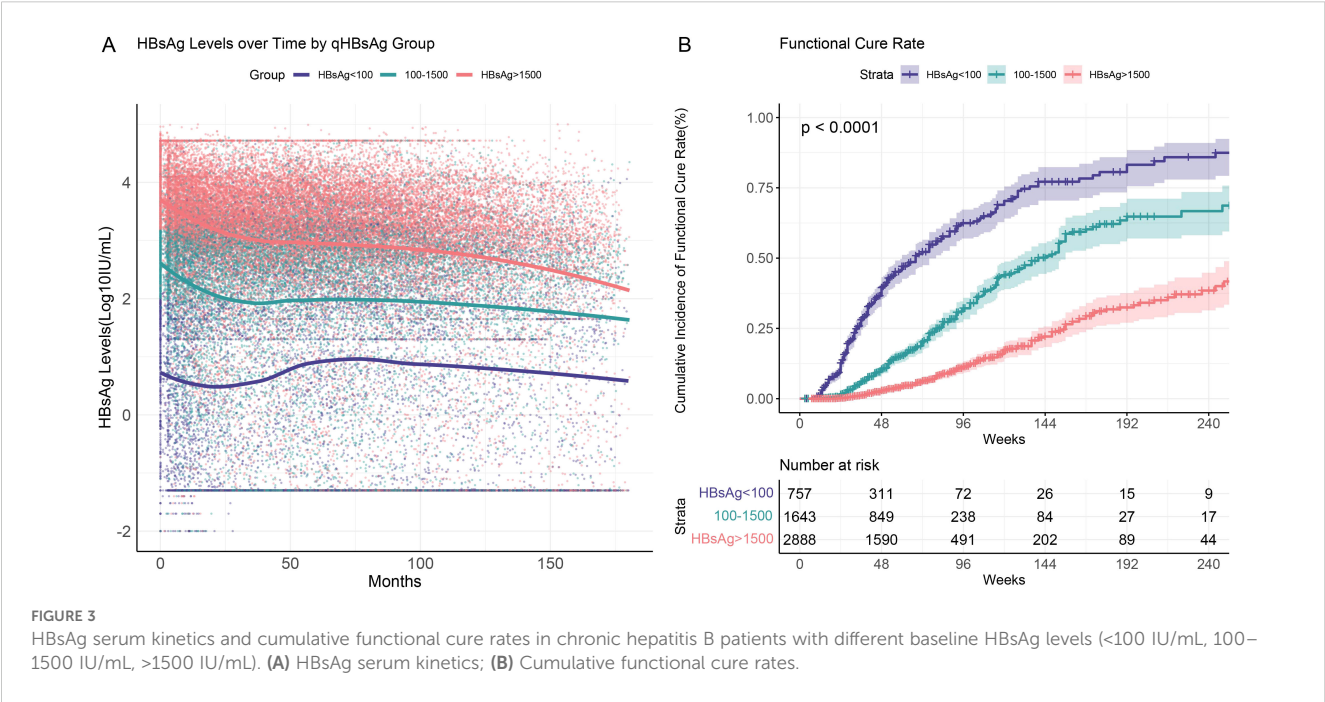 A HBsAg Levels over Time by qHBsAg Group
Group HBsAg<100 100-1500 HBsAg>1500
HBsAg Levels(Log10IU/mL)
4
2
0
-2
0 50 100 150
Months
B Functional Cure Rate
Strata HBsAg<100 100-1500 HBsAg>1500
Cumulative Incidence of Functional Cure Rate(%)
p < 0.0001
1.00
0.75
0.50
0.25
0.00
0 48 96 144 192 240
Weeks
Number at risk
Strata
HBsAg<100 757 311 72 26 15 9
100-1500 1643 849 238 84 27 17
HBsAg>1500 2888 1590 491 202 89 44
0 48 96 144 192 240
Weeks
FIGURE 3
HBsAg serum kinetics and cumulative functional cure rates in chronic hepatitis B patients with different baseline HBsAg levels (<100 IU/mL, 100–
1500 IU/mL, >1500 IU/mL). (A) HBsAg serum kinetics; (B) Cumulative functional cure rates.